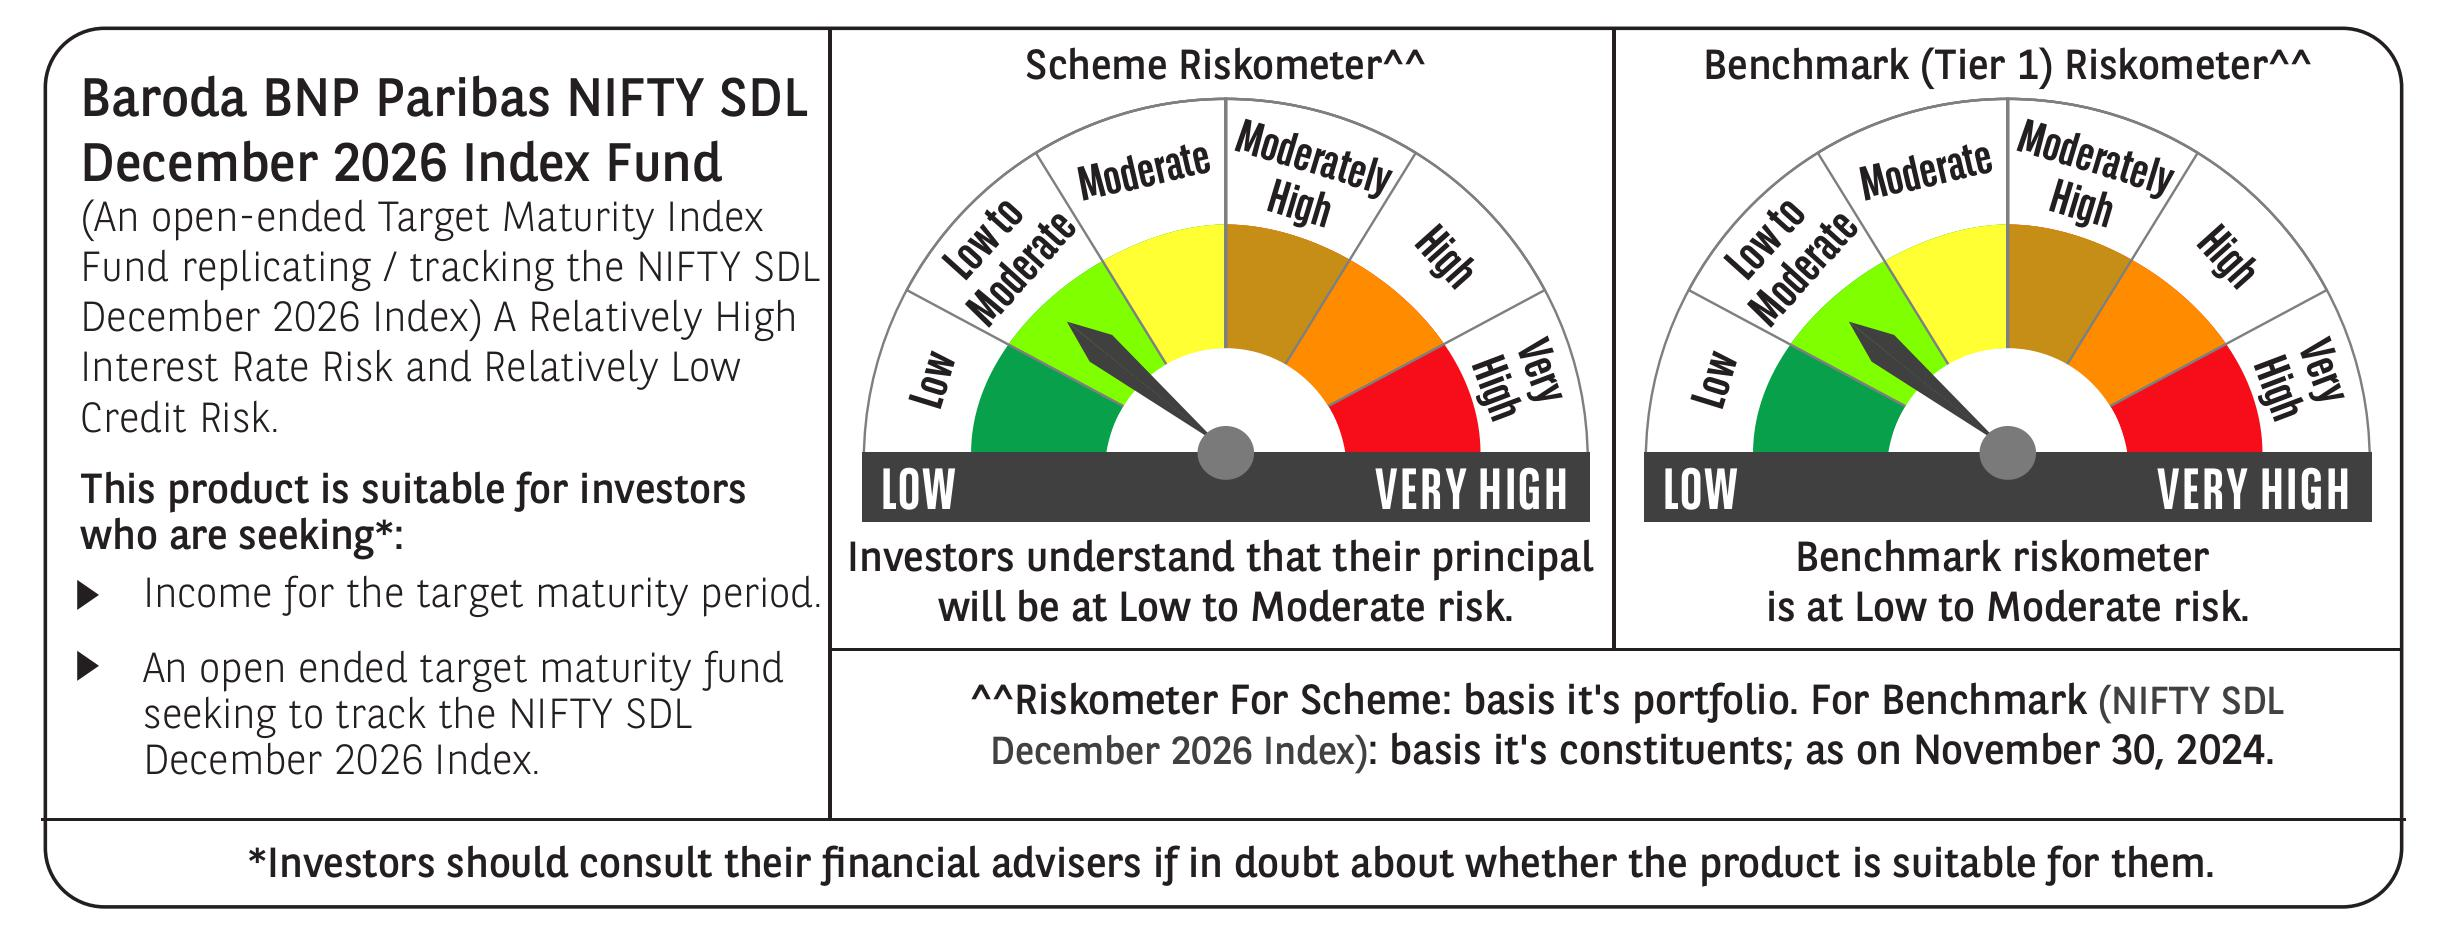 Baroda BNP Paribas NIFTY SDL
December 2026 Index Fund
(An open-ended Target Maturity Index
Fund replicating / tracking the NIFTY SDL
December 2026 Index) A Relatively High
Interest Rate Risk and Relatively Low
Credit Risk.
This product is suitable for investors
who are seeking*:
Income for the target maturity period.
An open ended target maturity fund
seeking to track the NIFTY SDL
December 2026 Index.
Scheme Riskometer^^
Low
Low to
Moderate
Moderate
Moderately
High
High
Very
High
LOW VERY HIGH
Investors understand that their principal
will be at Low to Moderate risk.
Benchmark (Tier 1) Riskometer^^
Low
Low to
Moderate
Moderate
Moderately
High
High
Very
High
LOW VERY HIGH
Benchmark riskometer
is at Low to Moderate risk.
^^Riskometer For Scheme: basis it's portfolio. For Benchmark (NIFTY SDL
December 2026 Index): basis it's constituents; as on November 30, 2024.
*Investors should consult their financial advisers if in doubt about whether the product is suitable for them.